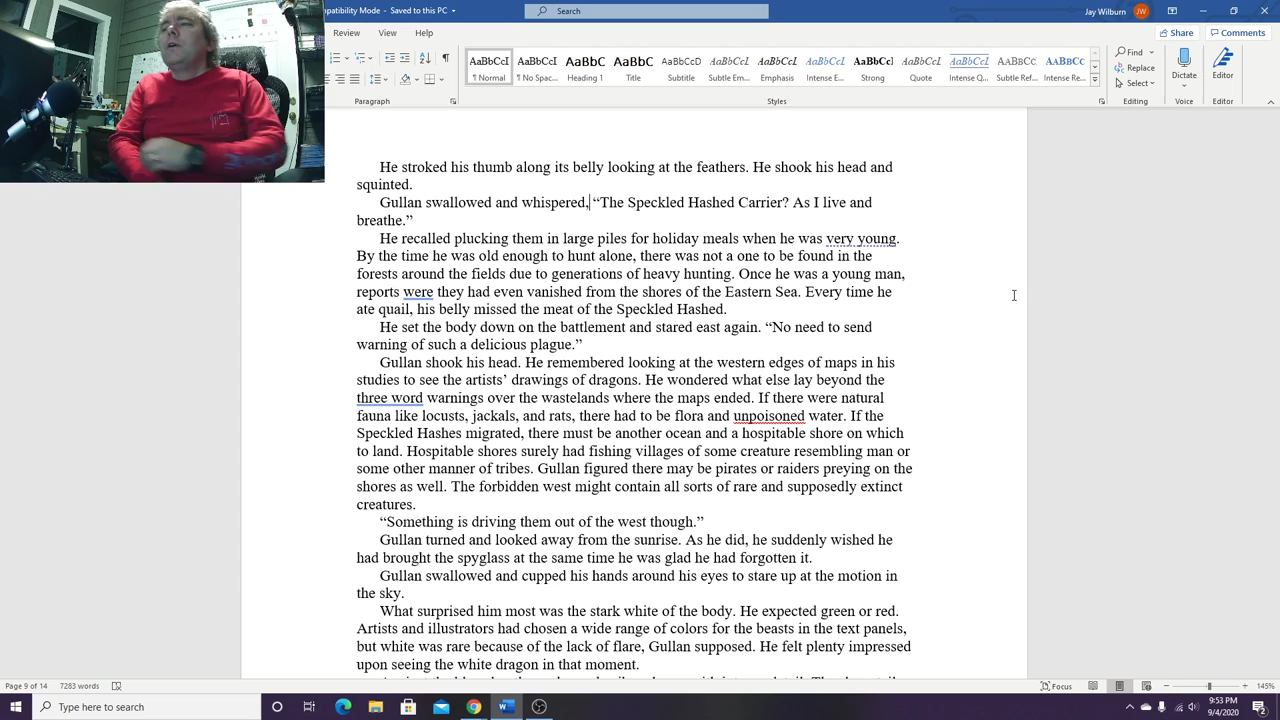 patibility Mode - Saved to this PC
Search
Jay Wilburn
JW
Review View Help
Share
Comments
AaBbCcI AaBbCcI AaBbC AaBbC AaBbCcD AaBbCcI AaBbCcI AaBbCcI AaBbCcI AaBbCcI AaBbCcI AaBbCc AaBbCc
¶ Normal ¶ No Spac... Heading 1 Title Subtitle Subtle Em... Emphasis Intense E... Strong Quote Intense Q... Subtle Ref... Intense Re...
Find
Replace
Select
Dictate
Editor
Paragraph
Styles
Editing
Voice
Editor
He stroked his thumb along its belly looking at the feathers. He shook his head and
squinted.
Gullan swallowed and whispered, “The Speckled Hashed Carrier? As I live and
breathe.”
He recalled plucking them in large piles for holiday meals when he was very young.
By the time he was old enough to hunt alone, there was not a one to be found in the
forests around the fields due to generations of heavy hunting. Once he was a young man,
reports were they had even vanished from the shores of the Eastern Sea. Every time he
ate quail, his belly missed the meat of the Speckled Hashed.
He set the body down on the battlement and stared east again. “No need to send
warning of such a delicious plague.”
Gullan shook his head. He remembered looking at the western edges of maps in his
studies to see the artists’ drawings of dragons. He wondered what else lay beyond the
three word warnings over the wastelands where the maps ended. If there were natural
fauna like locusts, jackals, and rats, there had to be flora and unpoisoned water. If the
Speckled Hashes migrated, there must be another ocean and a hospitable shore on which
to land. Hospitable shores surely had fishing villages of some creature resembling man or
some other manner of tribes. Gullan figured there may be pirates or raiders preying on the
shores as well. The forbidden west might contain all sorts of rare and supposedly extinct
creatures.
“Something is driving them out of the west though.”
Gullan turned and looked away from the sunrise. As he did, he suddenly wished he
had brought the spyglass at the same time he was glad he had forgotten it.
Gullan swallowed and cupped his hands around his eyes to stare up at the motion in
the sky.
What surprised him most was the stark white of the body. He expected green or red.
Artists and illustrators had chosen a wide range of colors for the beasts in the text panels,
but white was rare because of the lack of flare, Gullan supposed. He felt plenty impressed
upon seeing the white dragon in that moment.
Page 9 of 14 7283 words
Focus
145%
Type here to search
9:53 PM
9/4/2020